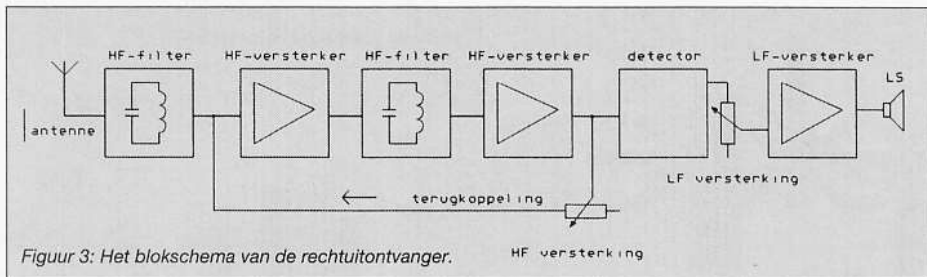 HF-filter
HF-versterker
HF-filter
HF-versterker
detector
LF-versterker
LS
antenne
LF versterking
terugkoppeling
HF versterking
Figuur 3: Het blokschema van de rechtuitontvanger.